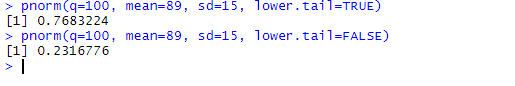 > pnorm(q=100, mean=89, sd=15, lower.tail=TRUE)
[1] 0.7683224
> pnorm(q=100, mean=89, sd=15, lower.tail=FALSE)
[1] 0.2316776
>